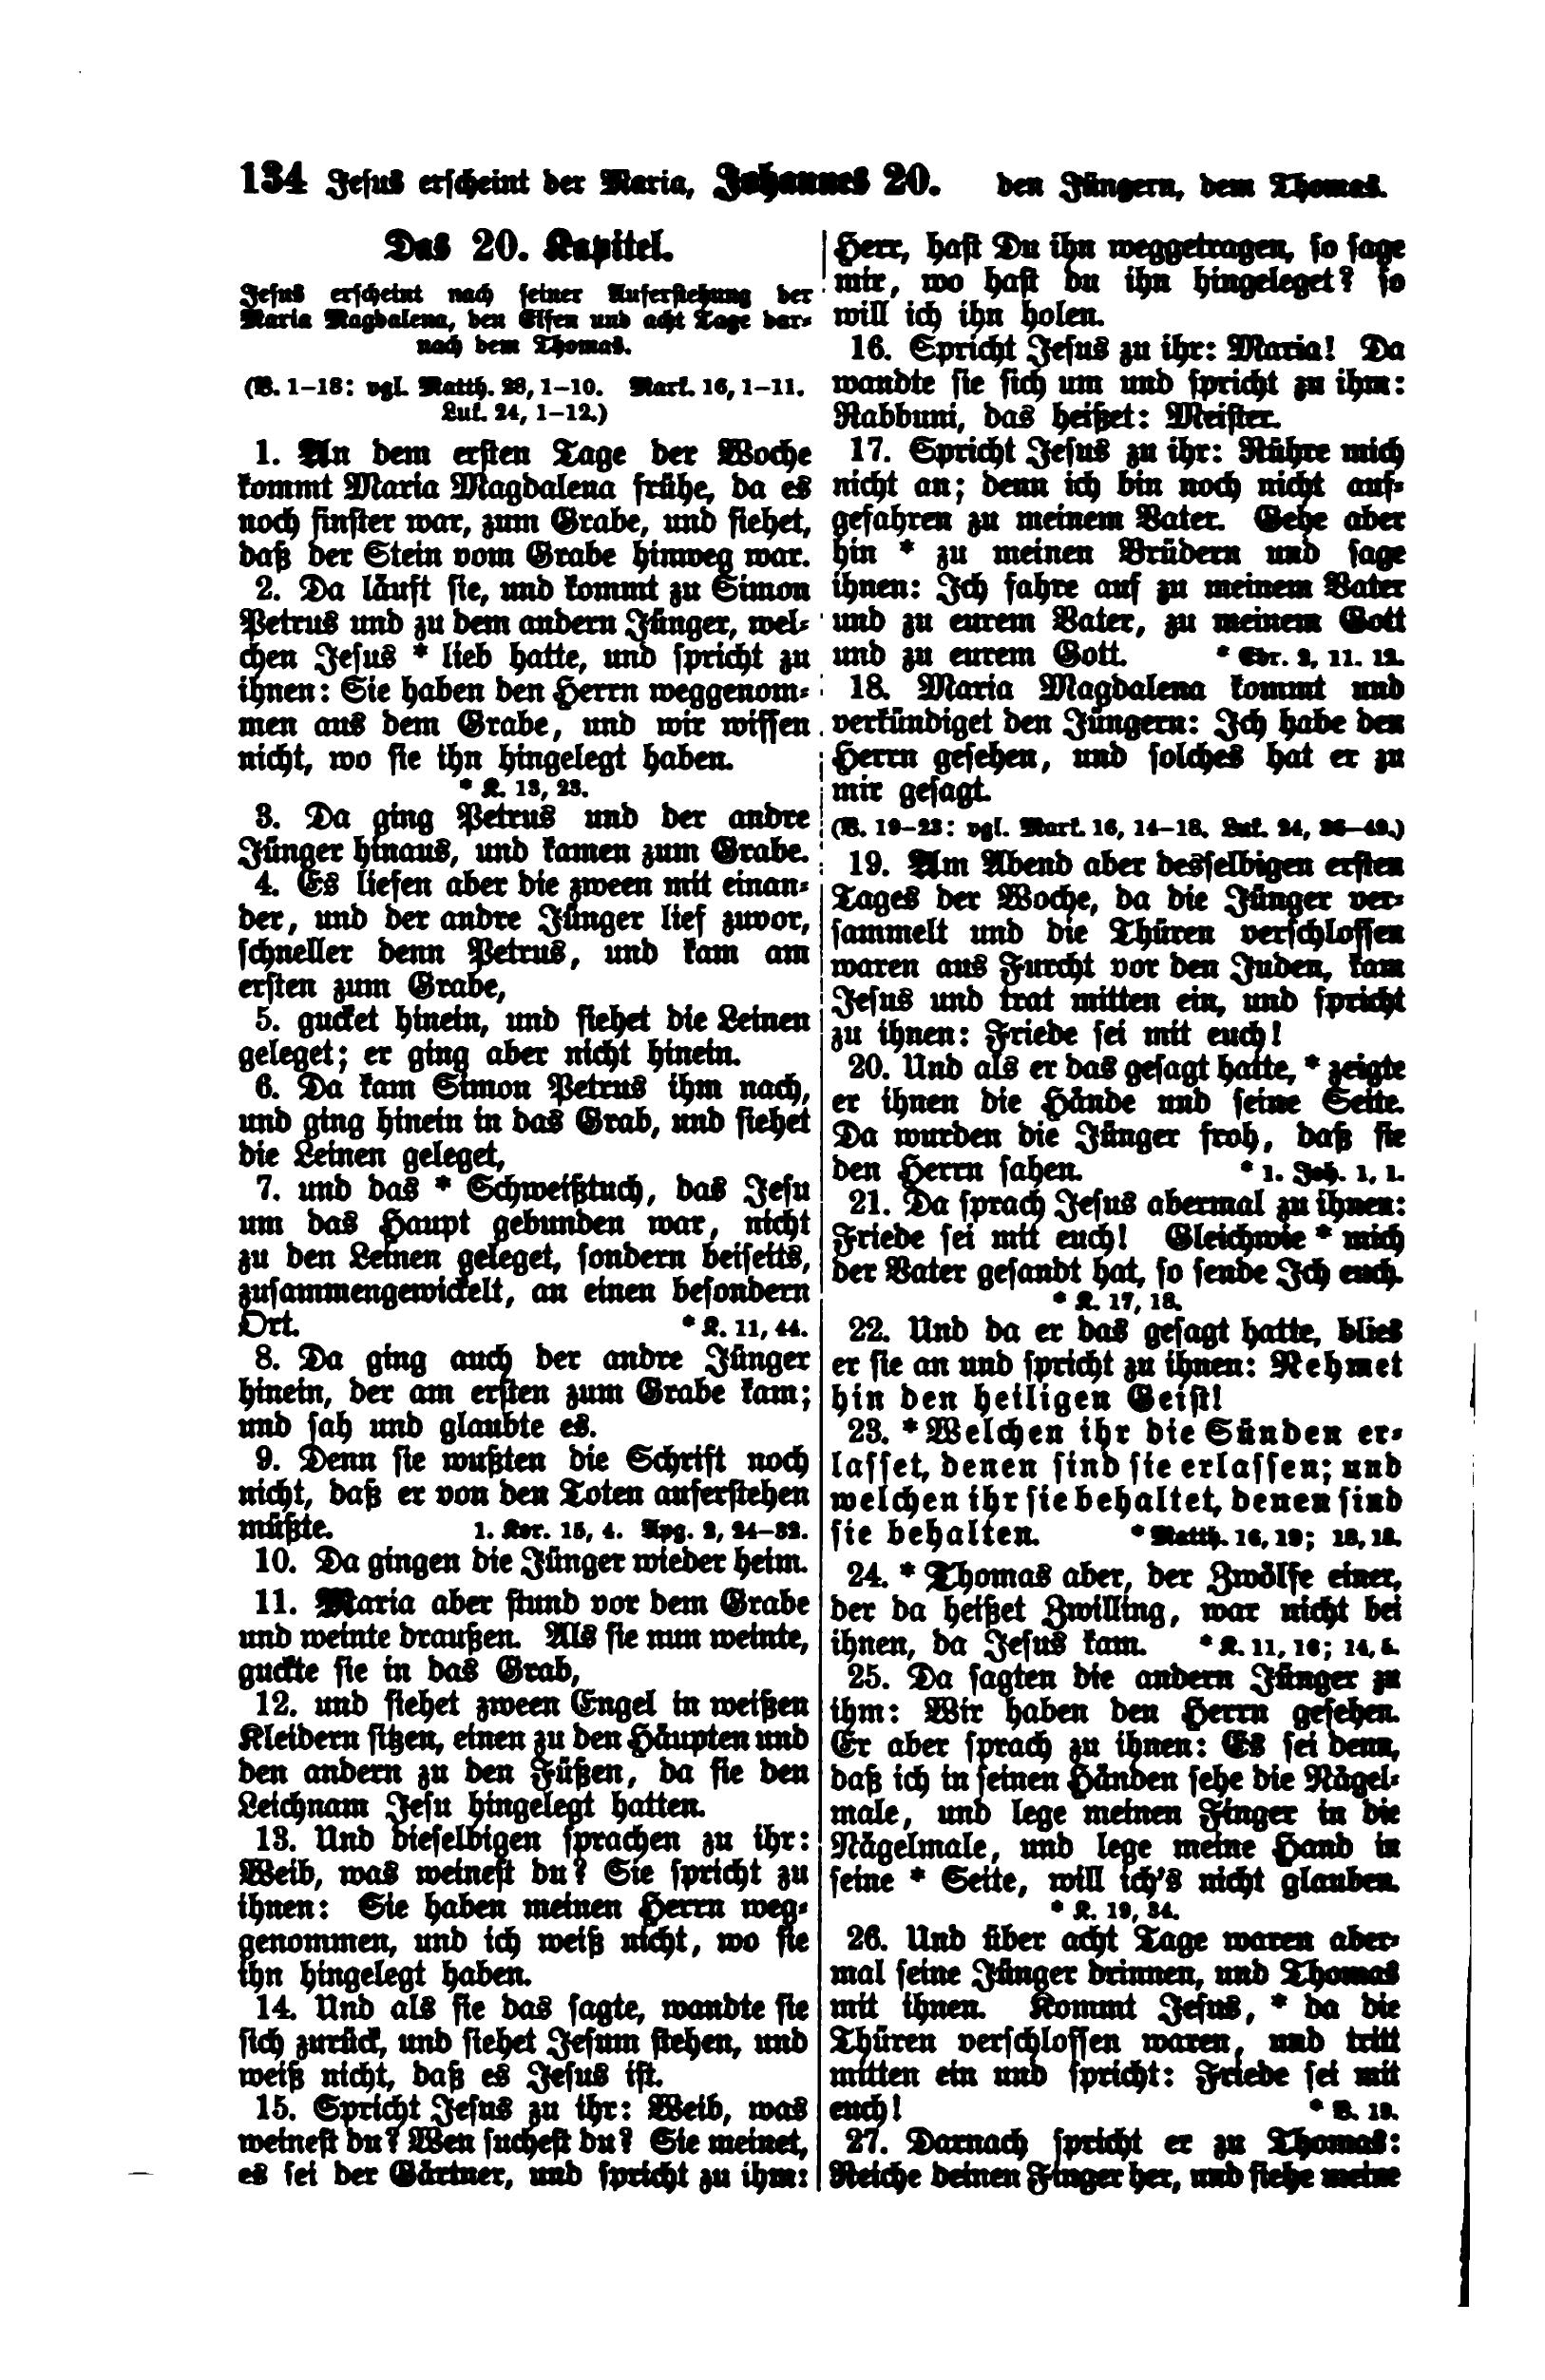 134 Jesus erscheint der Maria, Johannes 20. den Jüngern, dem Thomas.
Das 20. Kapitel.
Jesus erscheint nach seiner Auferstehung der
Maria Magdalena, den Elfen und acht Tage dar-
nach dem Thomas.
(V. 1–18: vgl. Matth. 28, 1–10. Mark. 16, 1–11.
Luk. 24, 1–12.)
1. An dem ersten Tage der Woche
kommt Maria Magdalena frühe, da es
noch finster war, zum Grabe, und siehet,
daß der Stein vom Grabe hinweg war.
2. Da läuft sie, und kommt zu Simon
Petrus und zu dem andern Jünger, wel-
chen Jesus * lieb hatte, und spricht zu
ihnen: Sie haben den Herrn weggenom-
men aus dem Grabe, und wir wissen
nicht, wo sie ihn hingelegt haben.
* K. 13, 23.
3. Da ging Petrus und der andre
Jünger hinaus, und kamen zum Grabe.
4. Es liefen aber die zween mit einan-
der, und der andre Jünger lief zuvor,
schneller denn Petrus, und kam am
ersten zum Grabe,
5. gucket hinein, und siehet die Leinen
geleget; er ging aber nicht hinein.
6. Da kam Simon Petrus ihm nach,
und ging hinein in das Grab, und siehet
die Leinen geleget,
7. und das * Schweißtuch, das Jesu
um das Haupt gebunden war, nicht
zu den Leinen geleget, sondern beiseits,
zusammengewickelt, an einen besondern
Ort. * K. 11, 44.
8. Da ging auch der andre Jünger
hinein, der am ersten zum Grabe kam;
und sah und glaubte es.
9. Denn sie wußten die Schrift noch
nicht, daß er von den Toten auferstehen
müßte. 1. Kor. 15, 4. Apg. 2, 24–32.
10. Da gingen die Jünger wieder heim.
11. Maria aber stund vor dem Grabe
und weinte draußen. Als sie nun weinte,
guckte sie in das Grab,
12. und siehet zween Engel in weißen
Kleidern sitzen, einen zu den Häupten und
den andern zu den Füßen, da sie den
Leichnam Jesu hingelegt hatten.
13. Und dieselbigen sprachen zu ihr:
Weib, was weinest du? Sie spricht zu
ihnen: Sie haben meinen Herrn weg-
genommen, und ich weiß nicht, wo sie
ihn hingelegt haben.
14. Und als sie das sagte, wandte sie
sich zurück, und siehet Jesum stehen, und
weiß nicht, daß es Jesus ist.
15. Spricht Jesus zu ihr: Weib, was
weinest du? Wen suchest du? Sie meinet,
es sei der Gärtner, und spricht zu ihm:
Herr, hast Du ihn weggetragen, so sage
mir, wo hast du ihn hingeleget? so
will ich ihn holen.
16. Spricht Jesus zu ihr: Maria! Da
wandte sie sich um und spricht zu ihm:
Rabbuni, das heißet: Meister.
17. Spricht Jesus zu ihr: Rühre mich
nicht an; denn ich bin noch nicht auf-
gefahren zu meinem Vater. Gehe aber
hin * zu meinen Brüdern und sage
ihnen: Ich fahre auf zu meinem Vater
und zu eurem Vater, zu meinem Gott
und zu eurem Gott. * Ebr. 2, 11. 12.
18. Maria Magdalena kommt und
verkündiget den Jüngern: Ich habe den
Herrn gesehen, und solches hat er zu
mir gesagt.
(V. 19–23: vgl. Mark. 16, 14–18. Luk. 24, 36–49.)
19. Am Abend aber desselbigen ersten
Tages der Woche, da die Jünger ver-
sammelt und die Thüren verschlossen
waren aus Furcht vor den Juden, kam
Jesus und trat mitten ein, und spricht
zu ihnen: Friede sei mit euch!
20. Und als er das gesagt hatte, * zeigte
er ihnen die Hände und seine Seite.
Da wurden die Jünger froh, daß sie
den Herrn sahen. * 1. Joh. 1, 1.
21. Da sprach Jesus abermal zu ihnen:
Friede sei mit euch! Gleichwie * mich
der Vater gesandt hat, so sende Ich euch.
* K. 17, 18.
22. Und da er das gesagt hatte, blies
er sie an und spricht zu ihnen: Nehmet
hin den heiligen Geist!
23. * Welchen ihr die Sünden er-
lasset, denen sind sie erlassen; und
welchen ihr sie behaltet, denen sind
sie behalten. * Matth. 16, 19; 18, 18.
24. * Thomas aber, der Zwölfe einer,
der da heißet Zwilling, war nicht bei
ihnen, da Jesus kam. * K. 11, 16; 14, 5.
25. Da sagten die andern Jünger zu
ihm: Wir haben den Herrn gesehen.
Er aber sprach zu ihnen: Es sei denn,
daß ich in seinen Händen sehe die Nägel-
male, und lege meinen Finger in die
Nägelmale, und lege meine Hand in
seine * Seite, will ich's nicht glauben.
* K. 19, 34.
26. Und über acht Tage waren aber-
mal seine Jünger drinnen, und Thomas
mit ihnen. Kommt Jesus, * da die
Thüren verschlossen waren, und tritt
mitten ein und spricht: Friede sei mit
euch! * V. 19.
27. Darnach spricht er zu Thomas:
Reiche deinen Finger her, und siehe meine